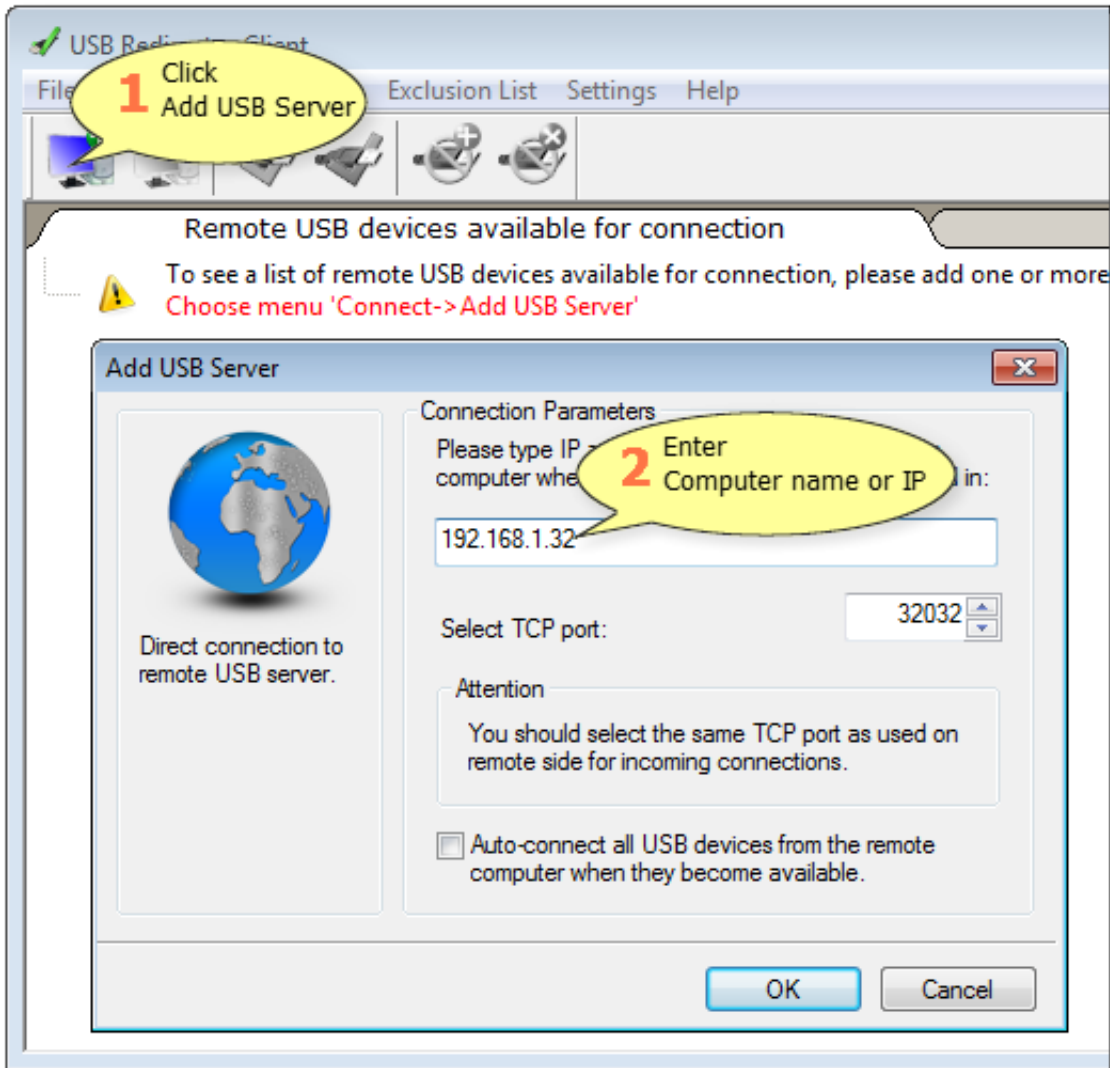 USB Client
1 Click
Add USB Server
File Exclusion List Settings Help
Remote USB devices available for connection
To see a list of remote USB devices available for connection, please add one or more
Choose menu 'Connect->Add USB Server'
Add USB Server
Connection Parameters
Please type IP
computer in:
2 Enter
Computer name or IP
192.168.1.32
Select TCP port:
32032
Direct connection to
remote USB server.
Attention
You should select the same TCP port as used on
remote side for incoming connections.
Auto-connect all USB devices from the remote
computer when they become available.
OK
Cancel